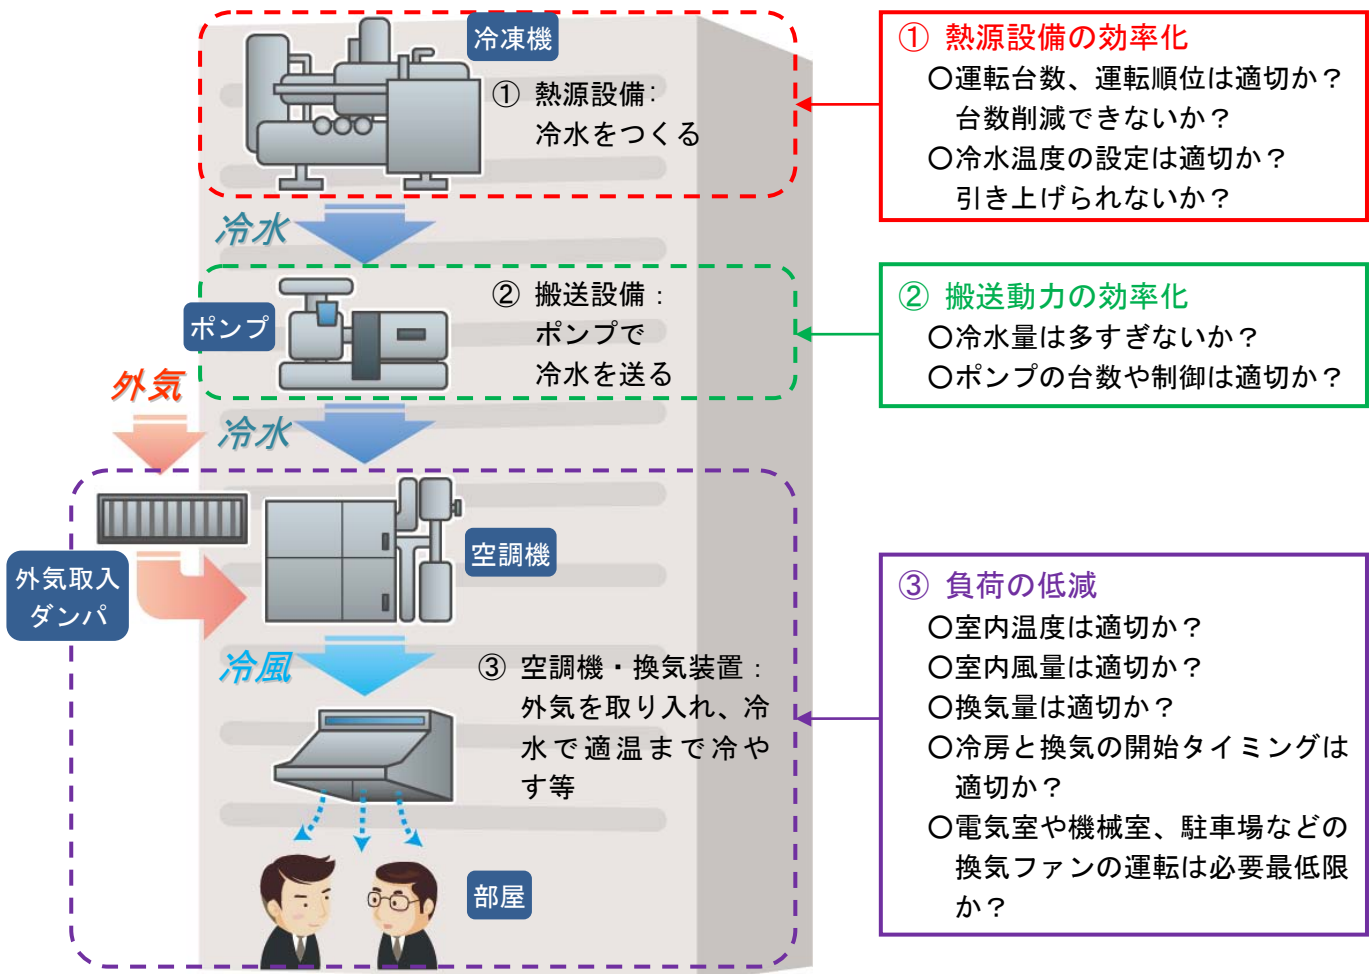 冷凍機
① 熱源設備：
冷水をつくる
冷水
ポンプ
② 搬送設備：
ポンプで
冷水を送る
外気
冷水
外気取入
ダンパ
空調機
冷風
③ 空調機・換気装置：
外気を取り入れ、冷
水で適温まで冷や
す等
部屋
① 熱源設備の効率化
〇運転台数、運転順位は適切か？
台数削減できないか？
〇冷水温度の設定は適切か？
引き上げられないか？
② 搬送動力の効率化
〇冷水量は多すぎないか？
〇ポンプの台数や制御は適切か？
③ 負荷の低減
〇室内温度は適切か？
〇室内風量は適切か？
〇換気量は適切か？
〇冷房と換気の開始タイミングは
適切か？
〇電気室や機械室、駐車場などの
換気ファンの運転は必要最低限
か？